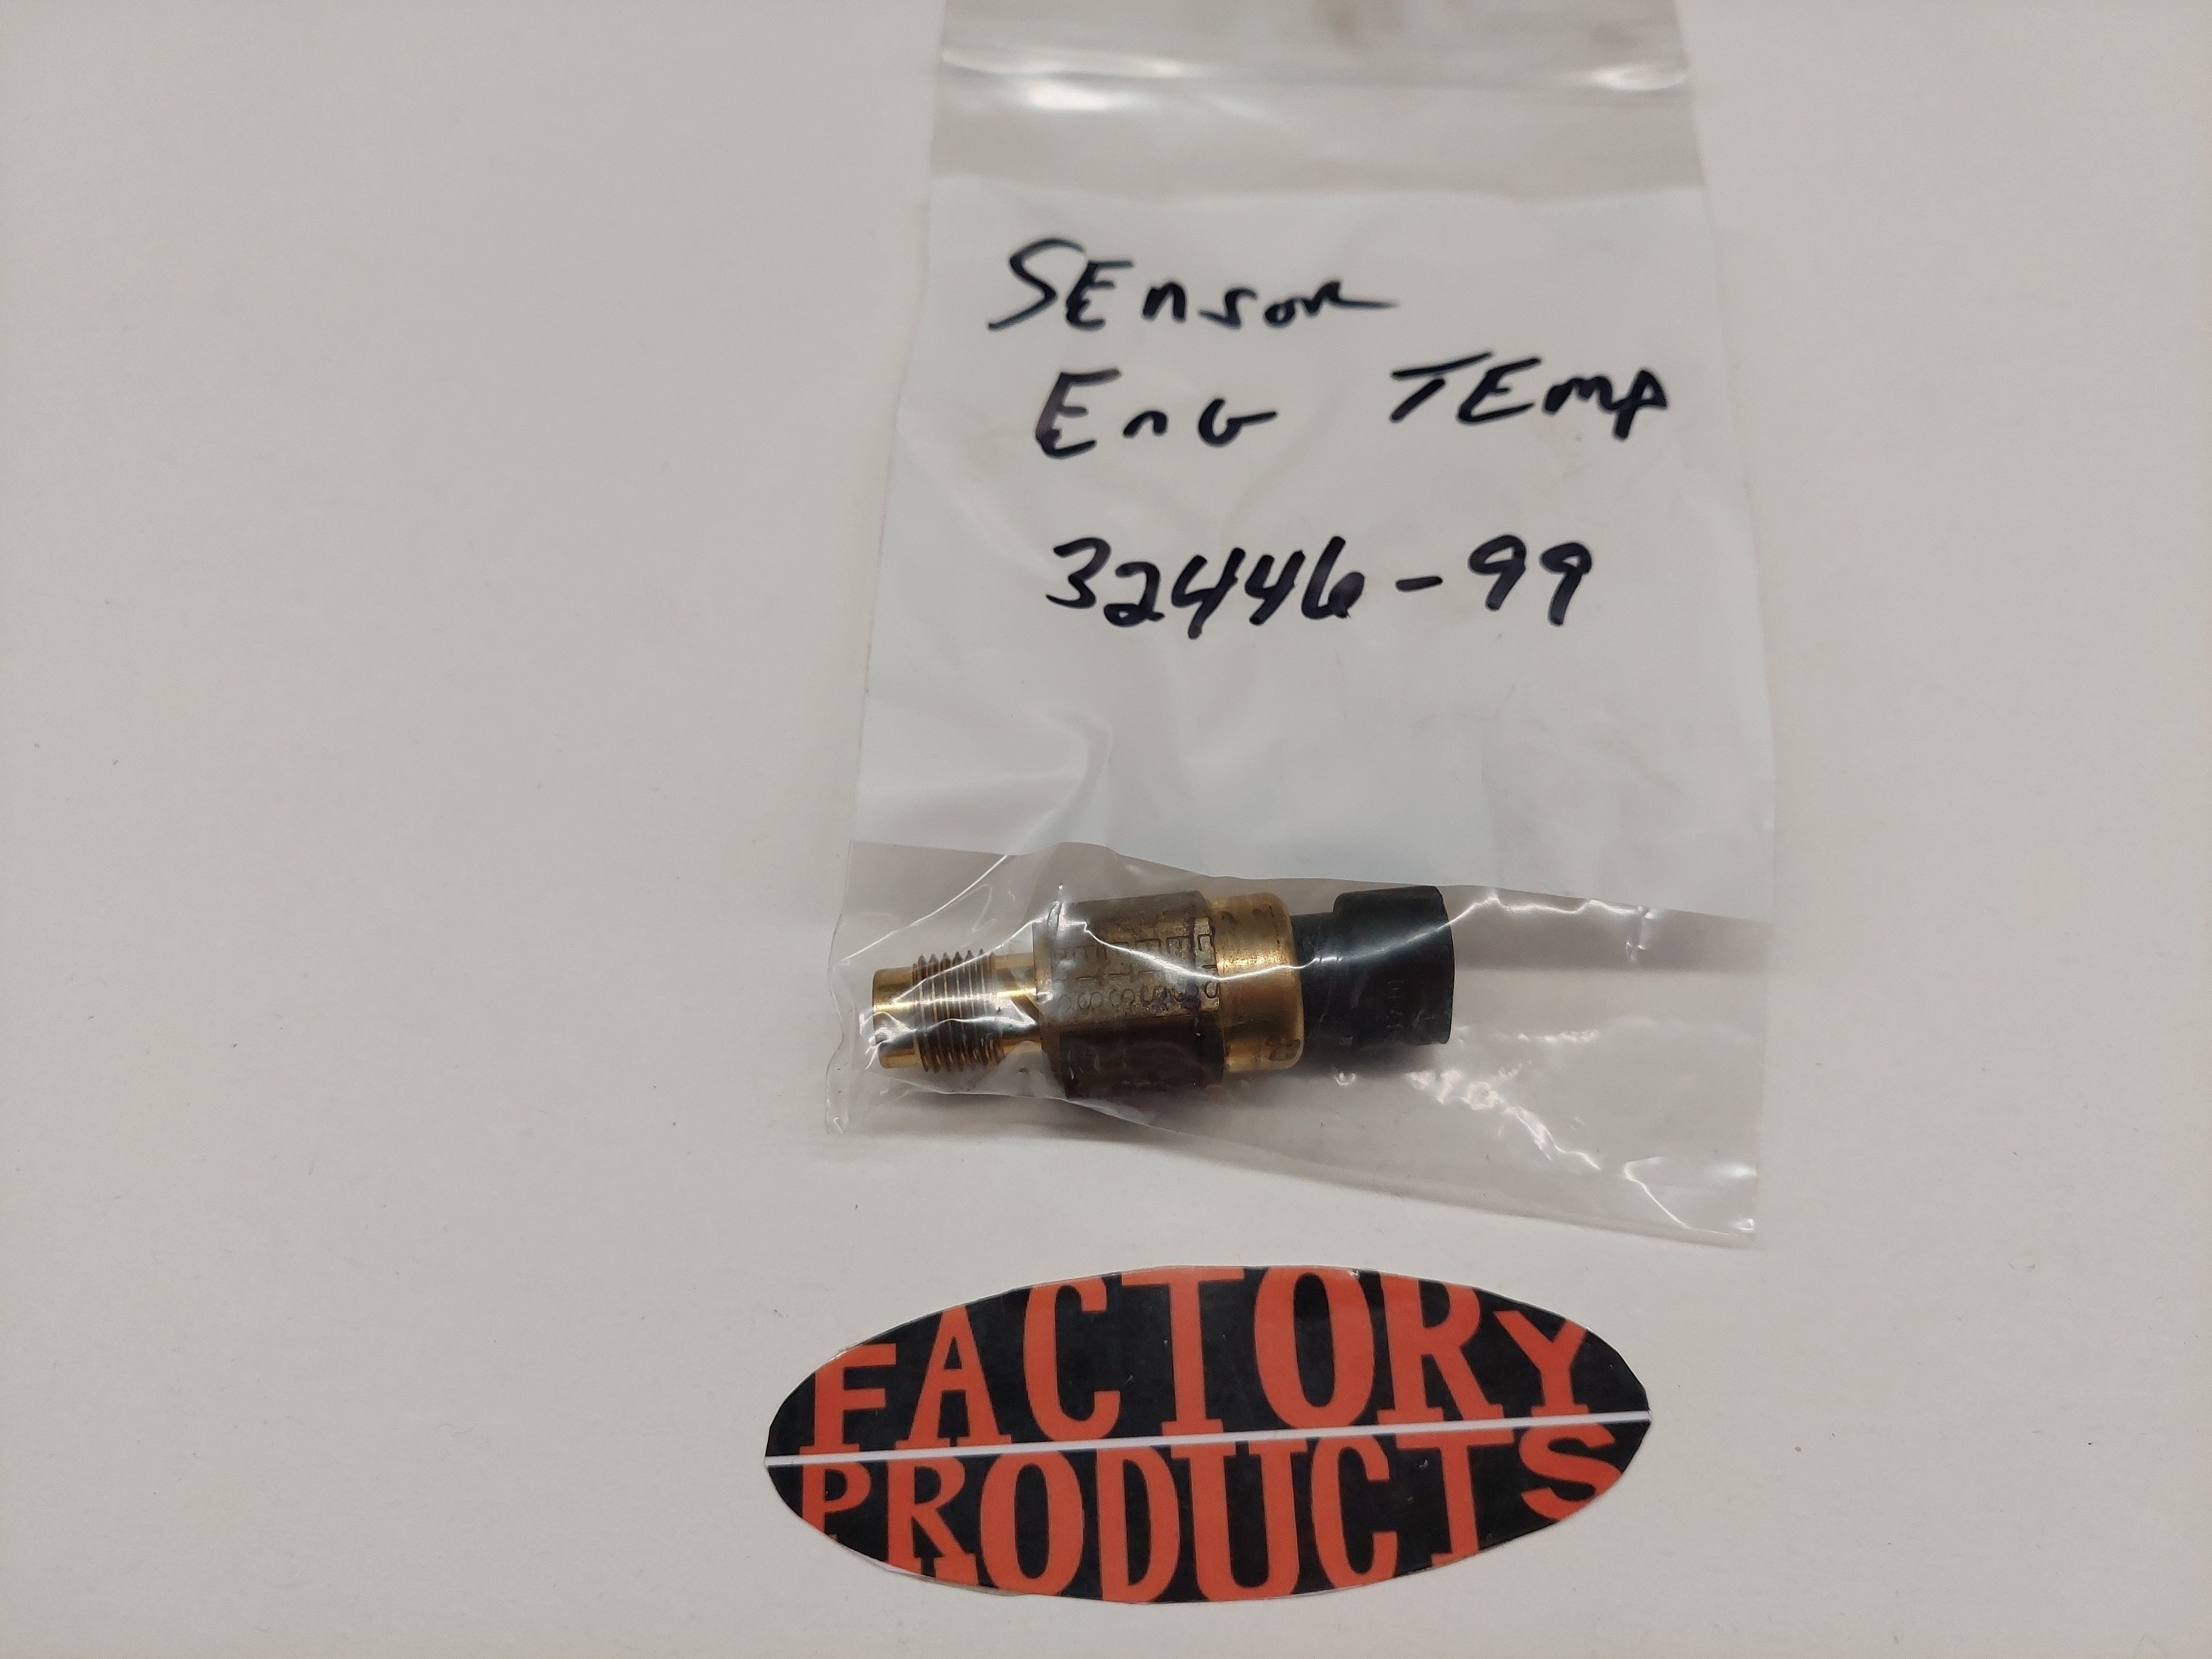 SEnsor
Eng TEmp
32446-99
FACTORY
PRODUCTS